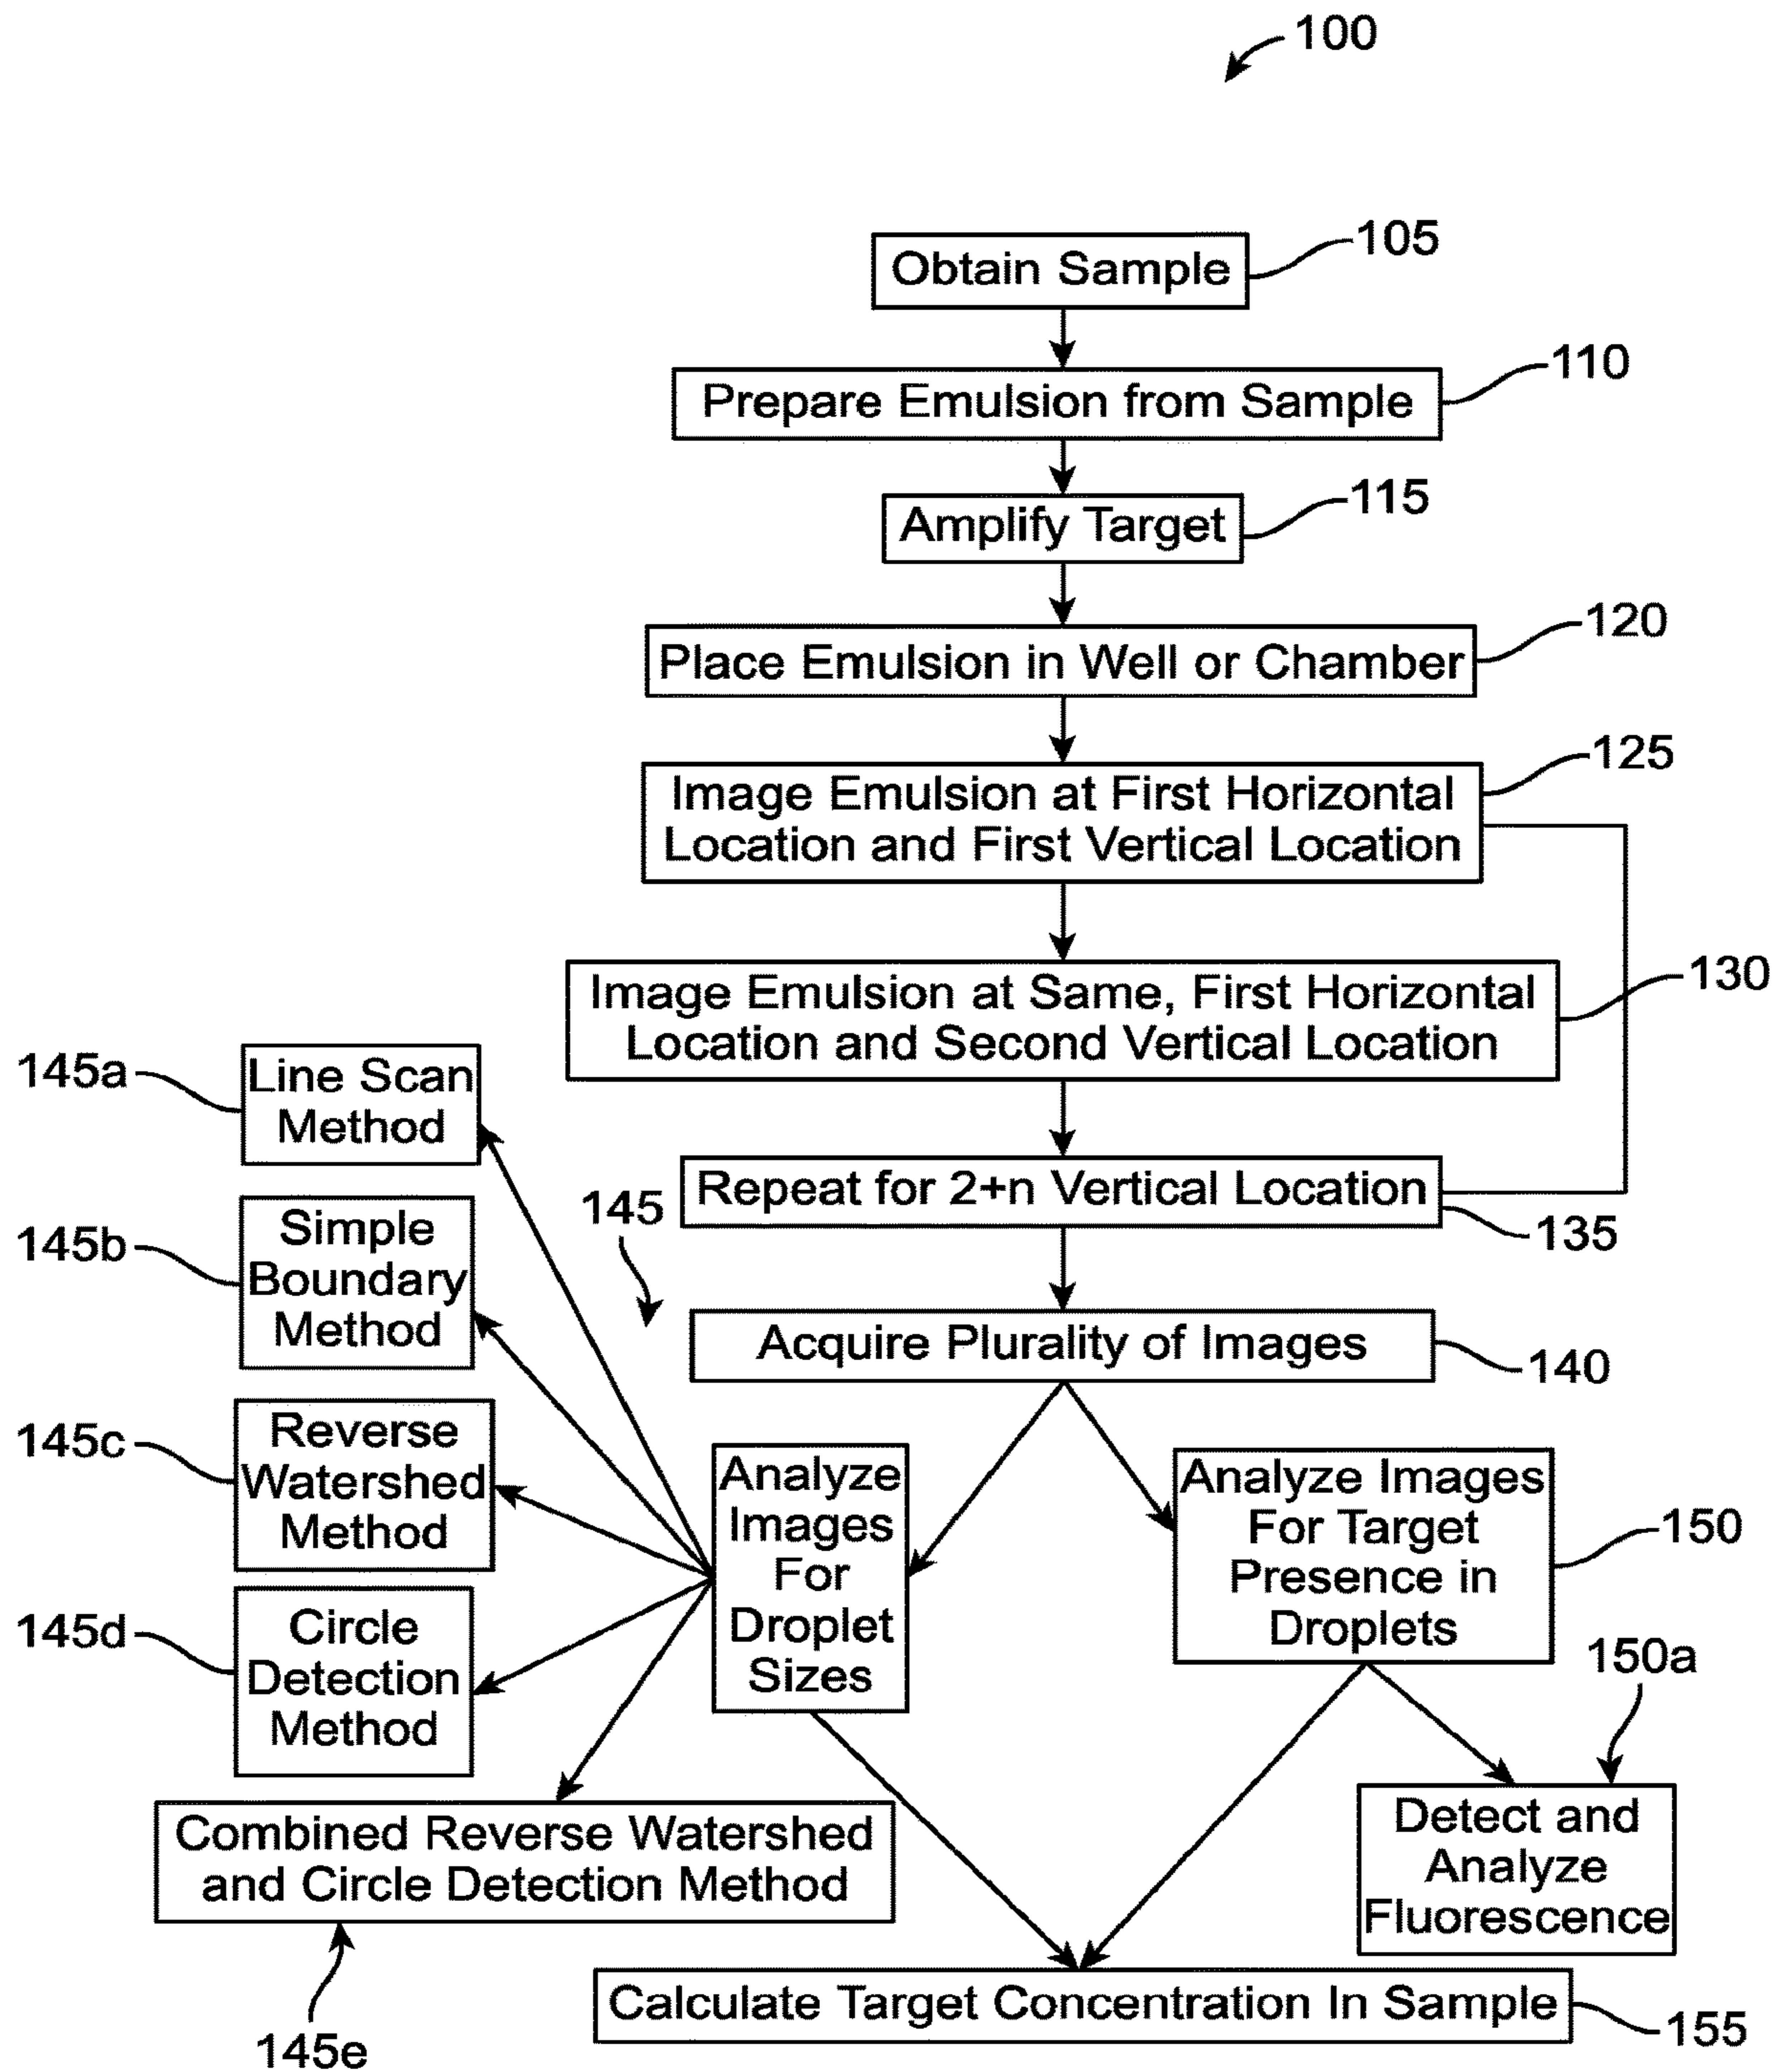 100
Obtain Sample
105
Prepare Emulsion from Sample
110
Amplify Target
115
Place Emulsion in Well or Chamber
120
Image Emulsion at First Horizontal
Location and First Vertical Location
125
Image Emulsion at Same, First Horizontal
Location and Second Vertical Location
130
Repeat for 2+n Vertical Location
135
Acquire Plurality of Images
140
145
145a
Line Scan
Method
145b
Simple
Boundary
Method
145c
Reverse
Watershed
Method
145d
Circle
Detection
Method
Analyze
Images
For
Droplet
Sizes
Analyze Images
For Target
Presence in
Droplets
150
150a
Combined Reverse Watershed
and Circle Detection Method
145e
Detect and
Analyze
Fluorescence
Calculate Target Concentration In Sample
155